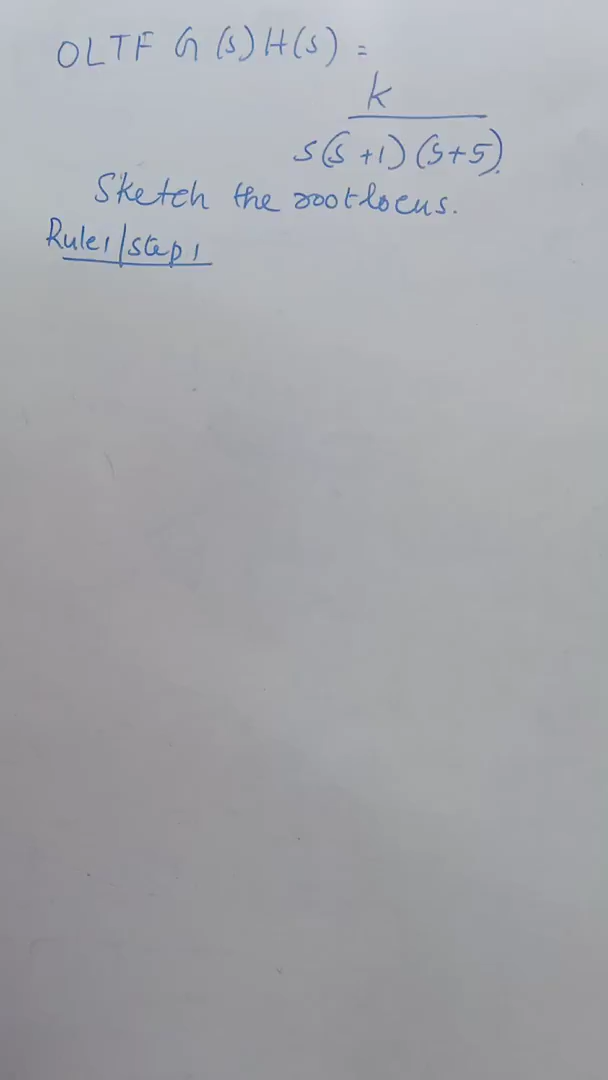 OLTF G(s)H(s) =
k
s(s+1)(s+5).
Sketch the rootlocus.
Rule1/step1